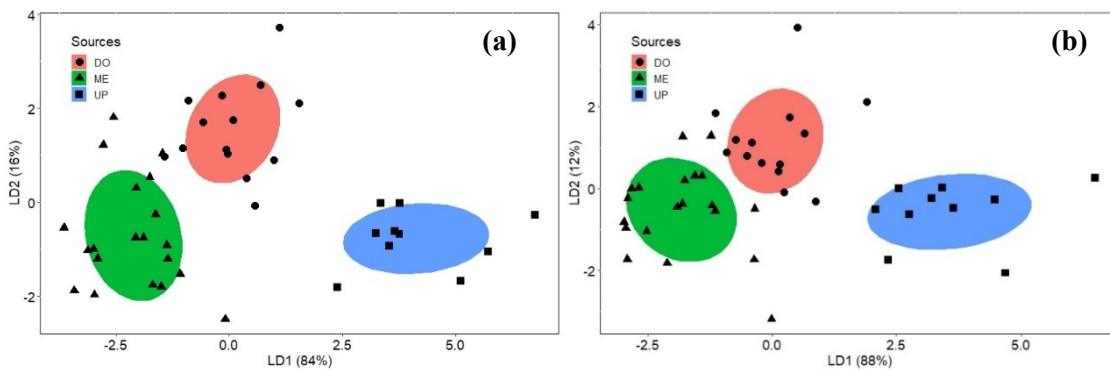 (a)
Sources
DO
ME
UP
4
2
0
-2
LD2 (16%)
-2.5 0.0 2.5 5.0
LD1 (84%)
(b)
Sources
DO
ME
UP
4
2
0
-2
LD2 (12%)
-2.5 0.0 2.5 5.0
LD1 (88%)